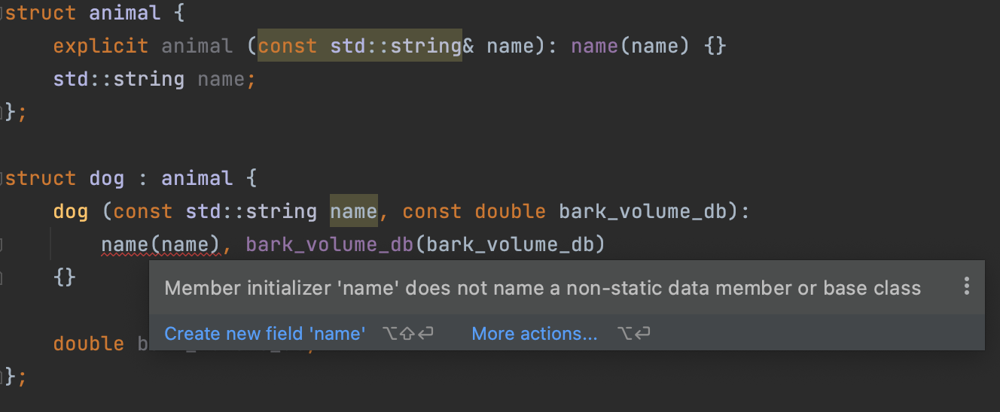 struct animal {
explicit animal (const std::string& name): name(name) {}
std::string name;
};
struct dog : animal {
dog (const std::string name, const double bark_volume_db):
name(name), bark_volume_db(bark_volume_db)
{}
Member initializer 'name' does not name a non-static data member or base class
Create new field 'name' ⌥⇧⏎ More actions... ⌥⏎
double
};